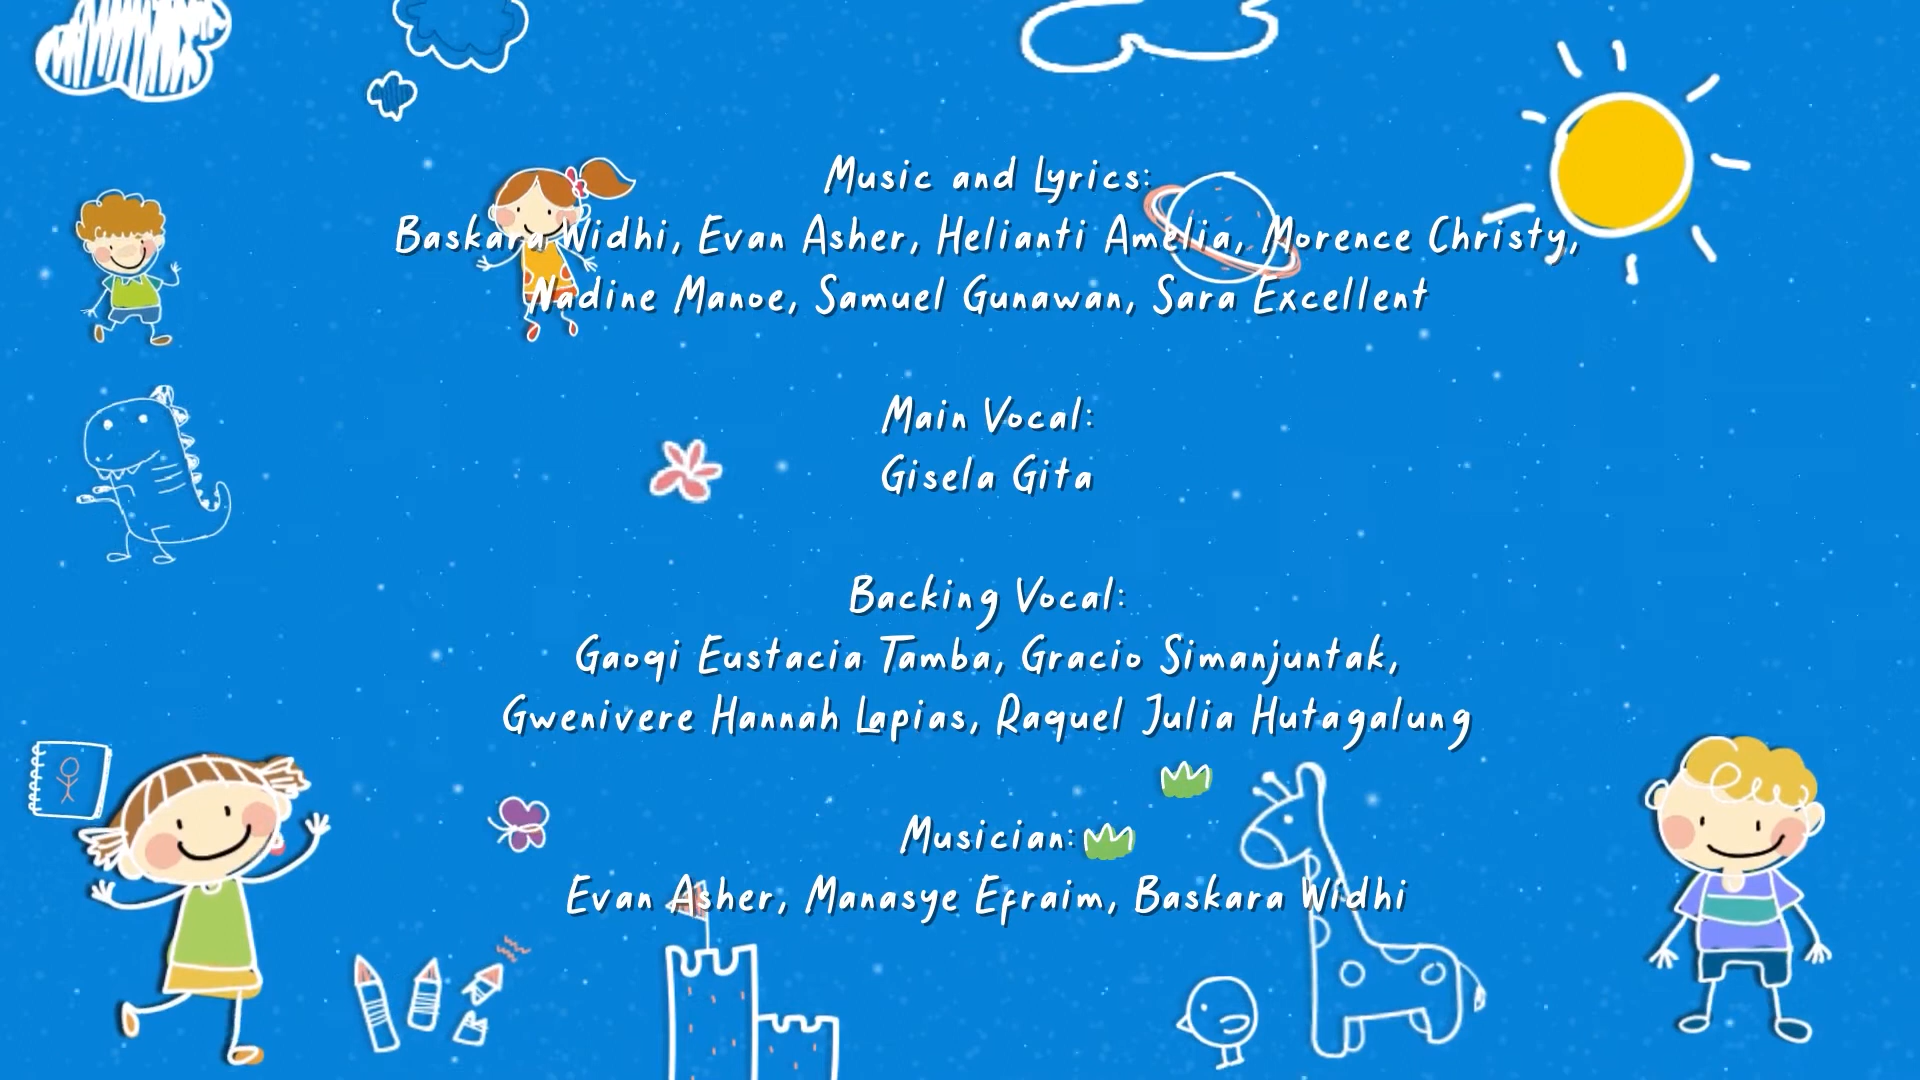 Music and Lyrics:
Baskara Widhi, Evan Asher, Helianti Amelia, Morence Christy,
Nadine Manoe, Samuel Gunawan, Sara Excellent
Main Vocal:
Gisela Gita
Backing Vocal:
Gaoqi Eustacia Tamba, Gracio Simanjuntak,
Gwenivere Hannah Lapias, Raquel Julia Hutagalung
Musician:
Evan Asher, Manasye Efraim, Baskara Widhi